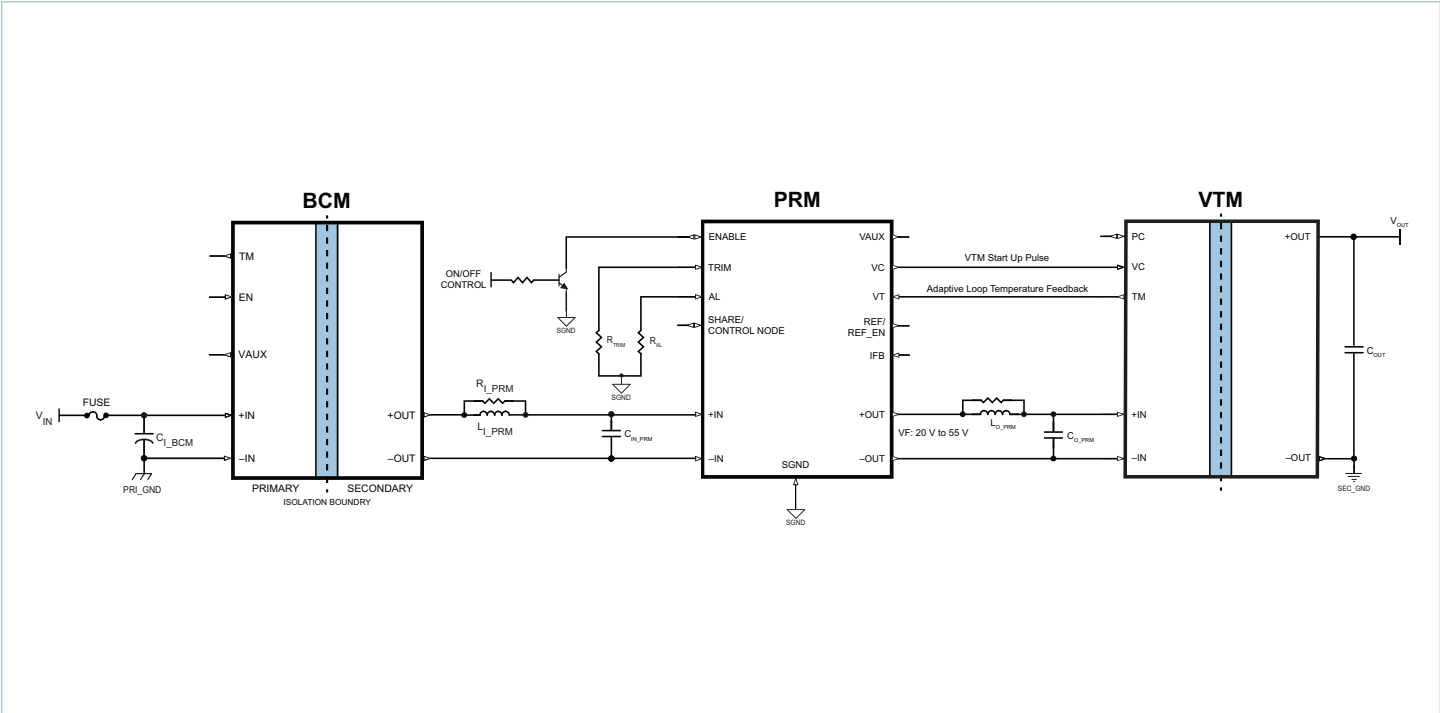 BCM
PRM
VTM
TM
EN
VAUX
+IN
–IN
+OUT
–OUT
PRIMARY
SECONDARY
ISOLATION BOUNDRY
FUSE
V_IN
C_I_BCM
PRI_GND
R_I_PRM
L_I_PRM
C_IN_PRM
ON/OFF
CONTROL
SGND
R_TRIM
R_AL
SGND
ENABLE
TRIM
AL
SHARE/
CONTROL NODE
+IN
–IN
SGND
SGND
VAUX
VC
VT
REF/
REF_EN
IFB
+OUT
–OUT
VTM Start Up Pulse
Adaptive Loop Temperature Feedback
VF: 20 V to 55 V
L_O_PRM
C_O_PRM
PC
VC
TM
+IN
–IN
+OUT
–OUT
V_OUT
C_OUT
SEC_GND